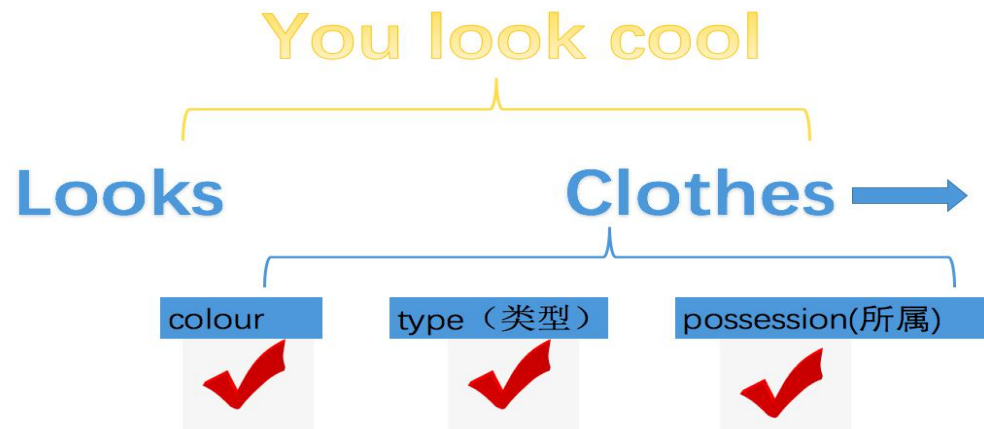 You look cool
Looks Clothes
colour type（类型） possession(所属)